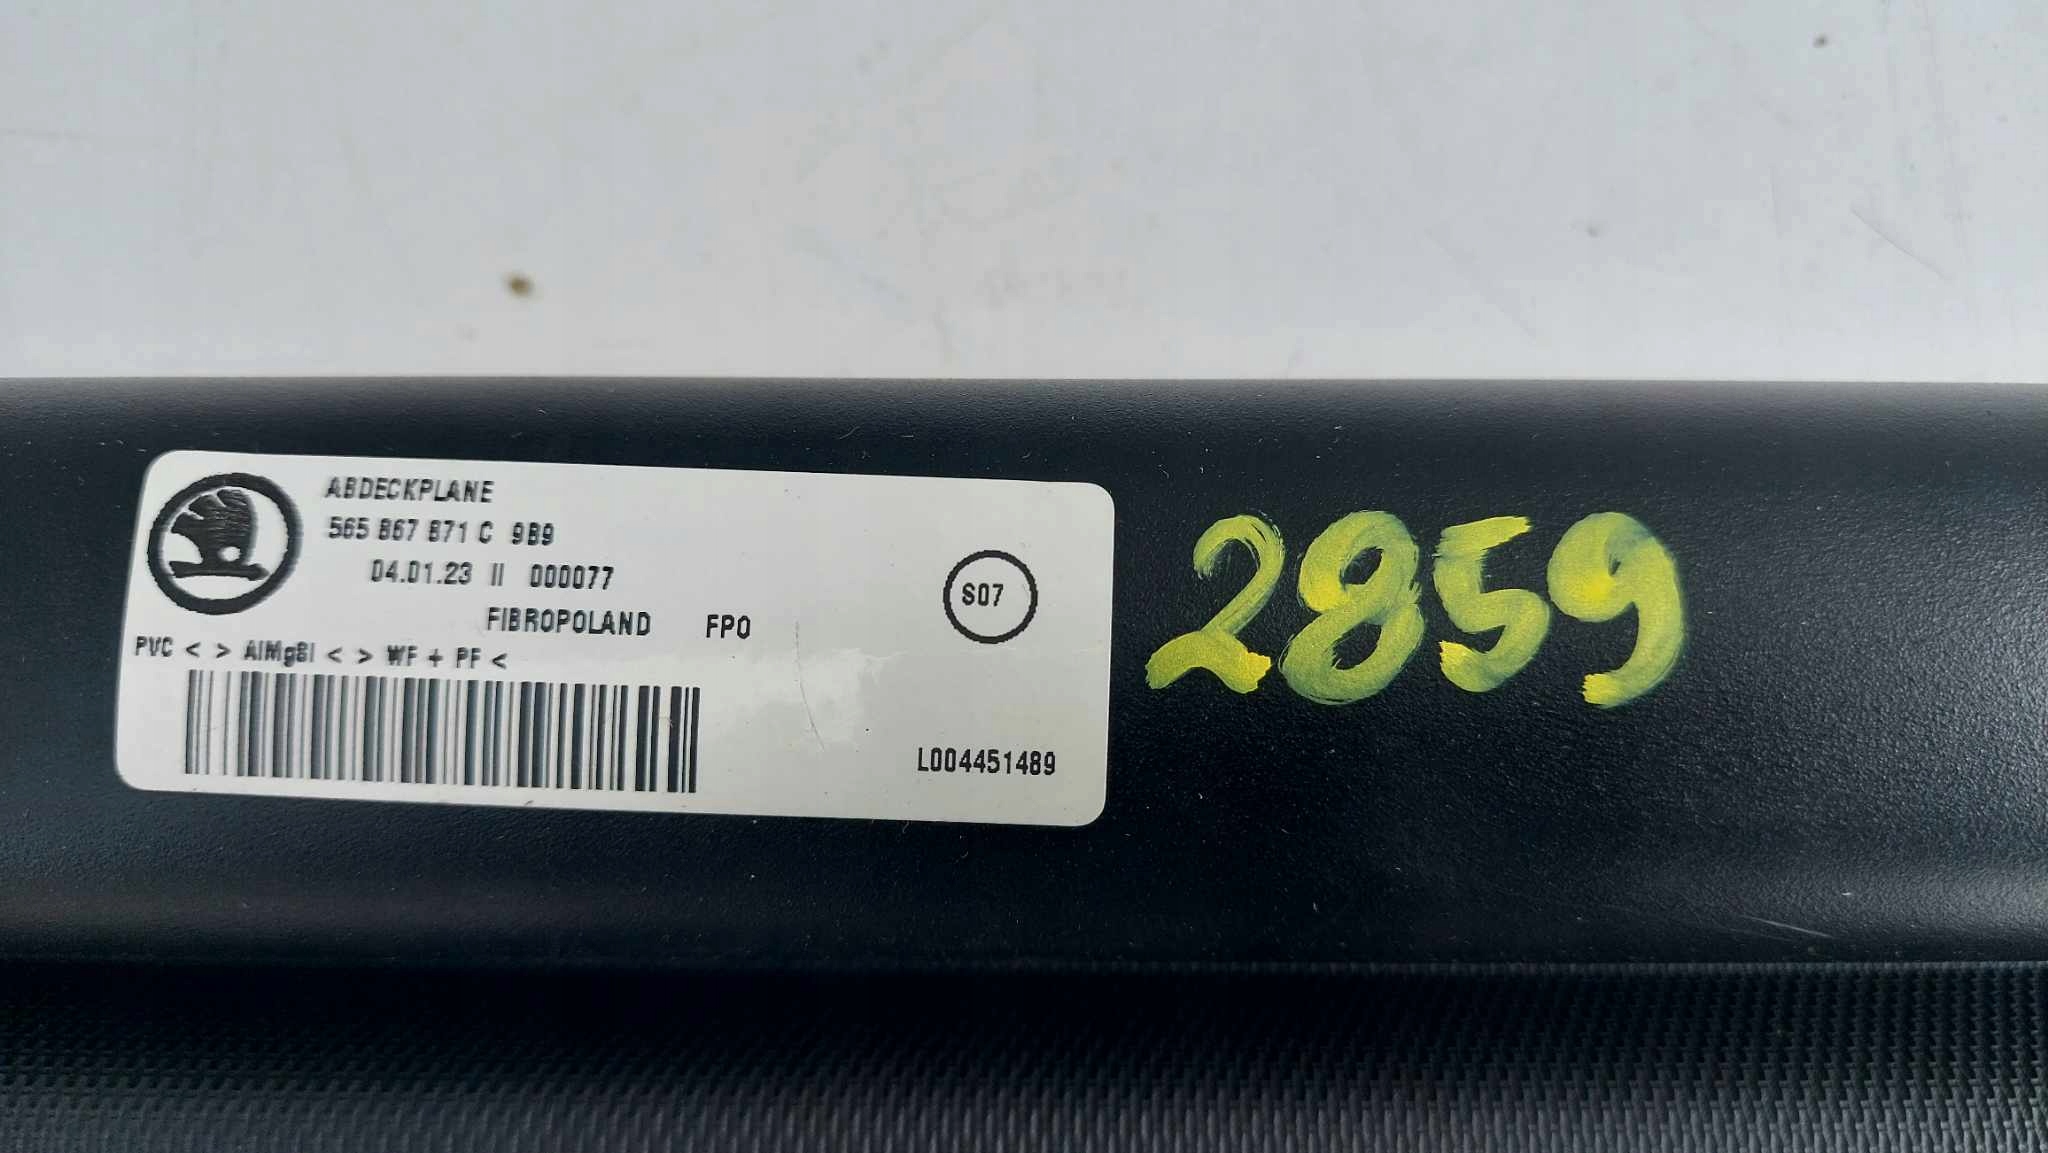 ABDECKPLANE
565 867 871 C 9B9
04.01.23 II 000077
FIBROPOLAND FPO
S07
PVC < > AlMgSI < > WF + PF <
L004451489
2859